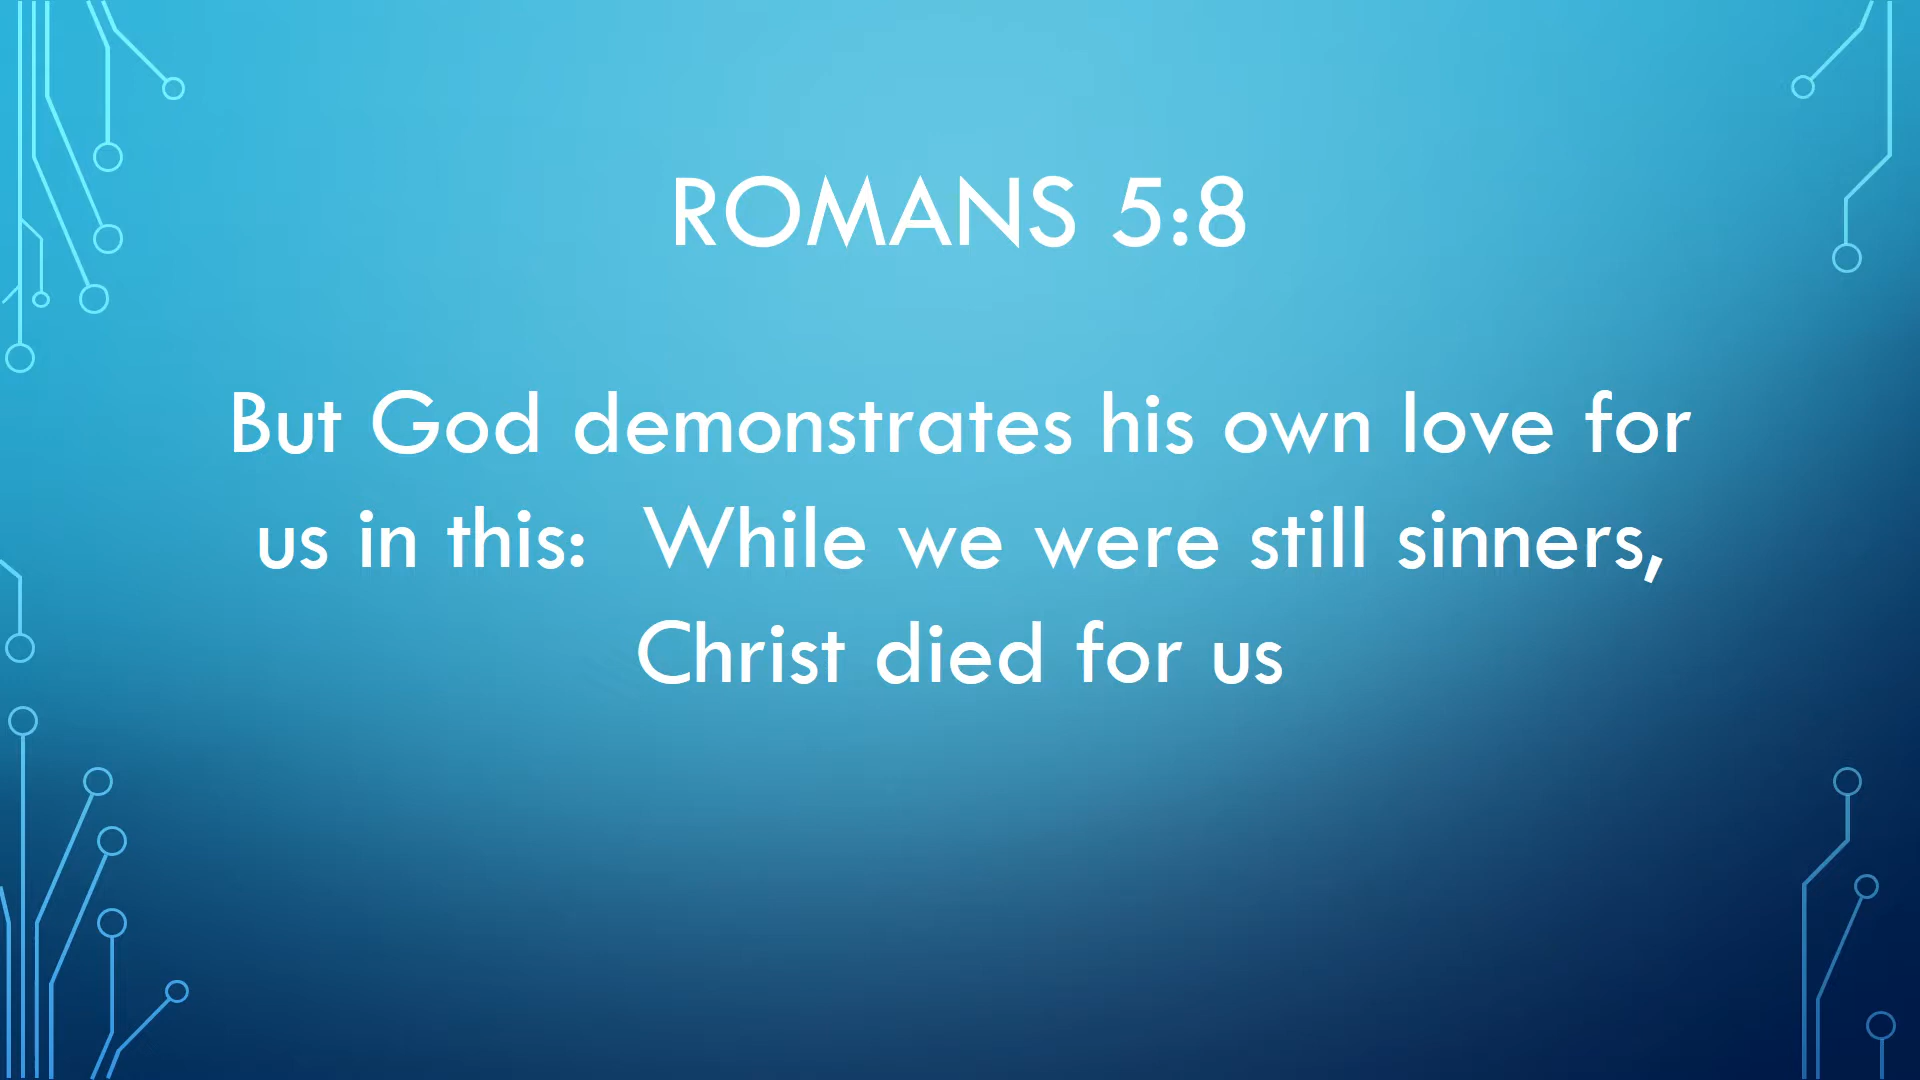 ROMANS 5:8
But God demonstrates his own love for
us in this:  While we were still sinners,
Christ died for us